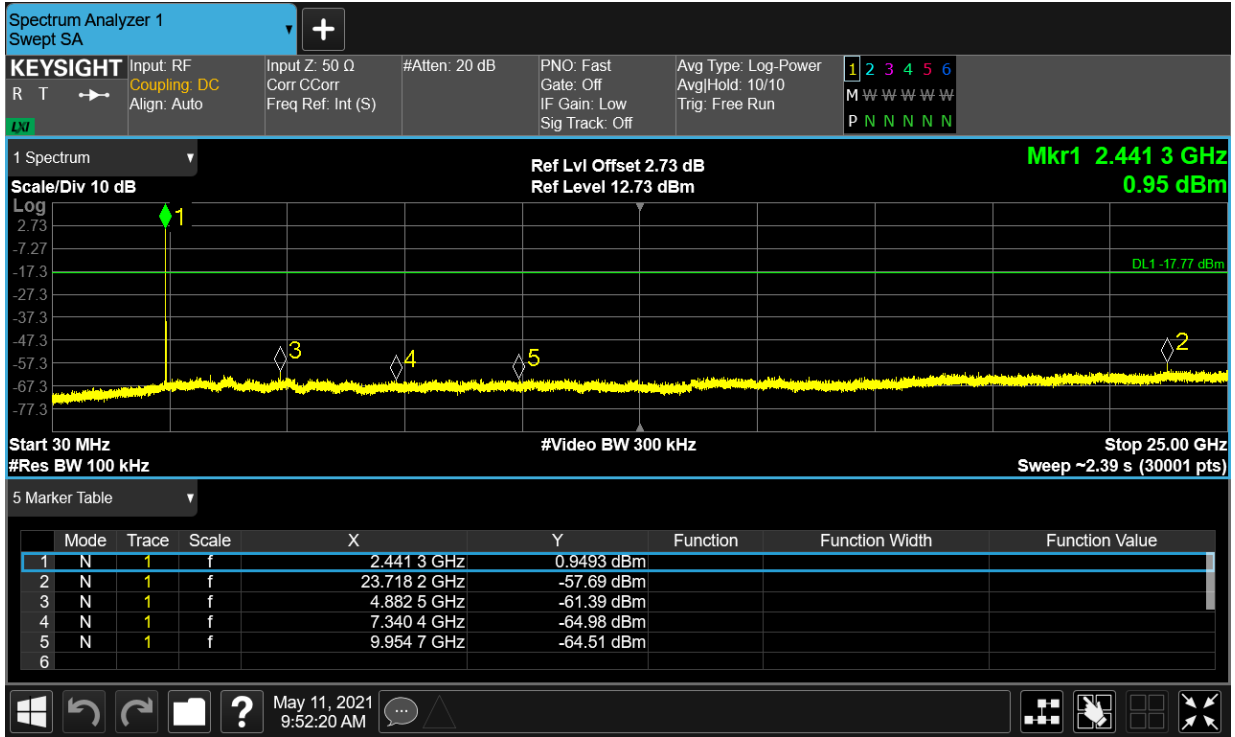 Spectrum Analyzer 1
Swept SA
KEYSIGHT
R T
LXI
Input: RF
Coupling: DC
Align: Auto
Input Z: 50 Ω
Corr CCorr
Freq Ref: Int (S)
#Atten: 20 dB
PNO: Fast
Gate: Off
IF Gain: Low
Sig Track: Off
Avg Type: Log-Power
Avg|Hold: 10/10
Trig: Free Run
1 2 3 4 5 6
M W W W W W
P N N N N N
1 Spectrum
Scale/Div 10 dB
Ref Lvl Offset 2.73 dB
Ref Level 12.73 dBm
Mkr1 2.441 3 GHz
0.95 dBm
Log
2.73
-7.27
-17.3
-27.3
-37.3
-47.3
-57.3
-67.3
-77.3
1
DL1 -17.77 dBm
3
4
5
2
Start 30 MHz
#Video BW 300 kHz
Stop 25.00 GHz
#Res BW 100 kHz
Sweep ~2.39 s (30001 pts)
5 Marker Table
Mode Trace Scale X Y Function Function Width Function Value
1 N 1 f 2.441 3 GHz 0.9493 dBm
2 N 1 f 23.718 2 GHz -57.69 dBm
3 N 1 f 4.882 5 GHz -61.39 dBm
4 N 1 f 7.340 4 GHz -64.98 dBm
5 N 1 f 9.954 7 GHz -64.51 dBm
6
?
May 11, 2021
9:52:20 AM